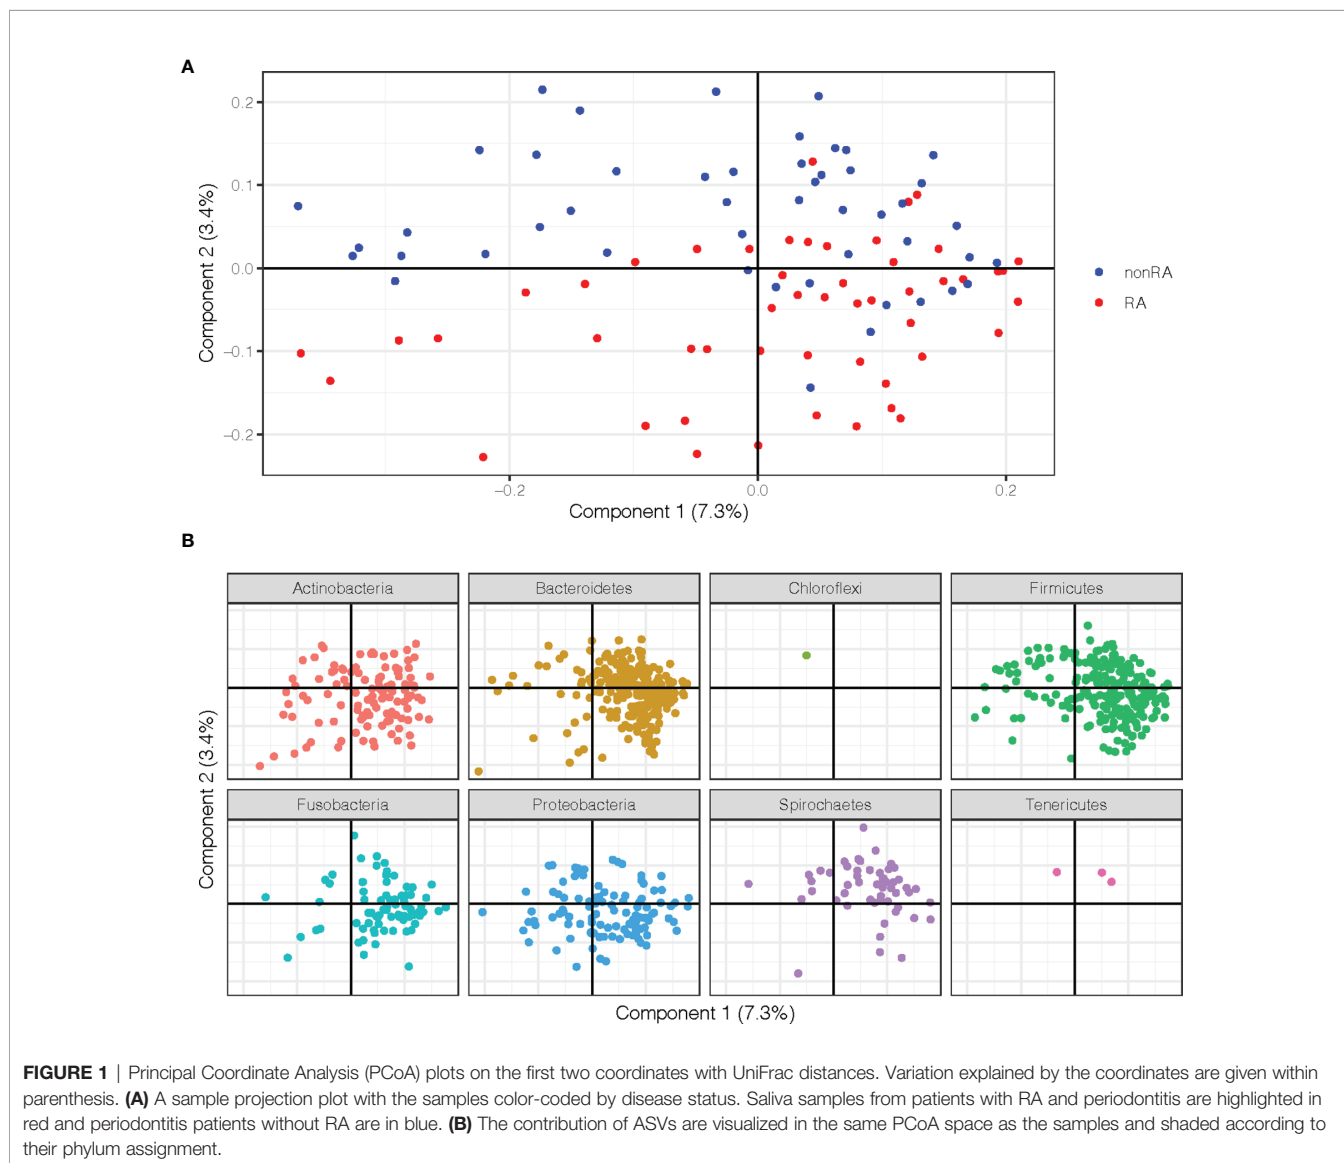 A
0.2
0.1
0.0
−0.1
−0.2
Component 2 (3.4%)
−0.2
0.0
0.2
Component 1 (7.3%)
nonRA
RA
B
Actinobacteria
Bacteroidetes
Chloroflexi
Firmicutes
Fusobacteria
Proteobacteria
Spirochaetes
Tenericutes
Component 2 (3.4%)
Component 1 (7.3%)
FIGURE 1 | Principal Coordinate Analysis (PCoA) plots on the first two coordinates with UniFrac distances. Variation explained by the coordinates are given within
parenthesis. (A) A sample projection plot with the samples color-coded by disease status. Saliva samples from patients with RA and periodontitis are highlighted in
red and periodontitis patients without RA are in blue. (B) The contribution of ASVs are visualized in the same PCoA space as the samples and shaded according to
their phylum assignment.